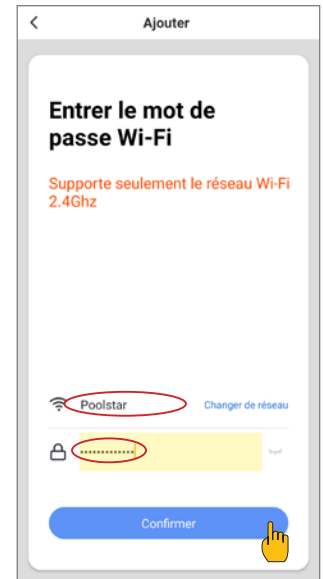 Ajouter
Entrer le mot de
passe Wi-Fi
Supporte seulement le réseau Wi-Fi
2.4Ghz
Poolstar Changer de réseau
•••••••••••••
Confirmer